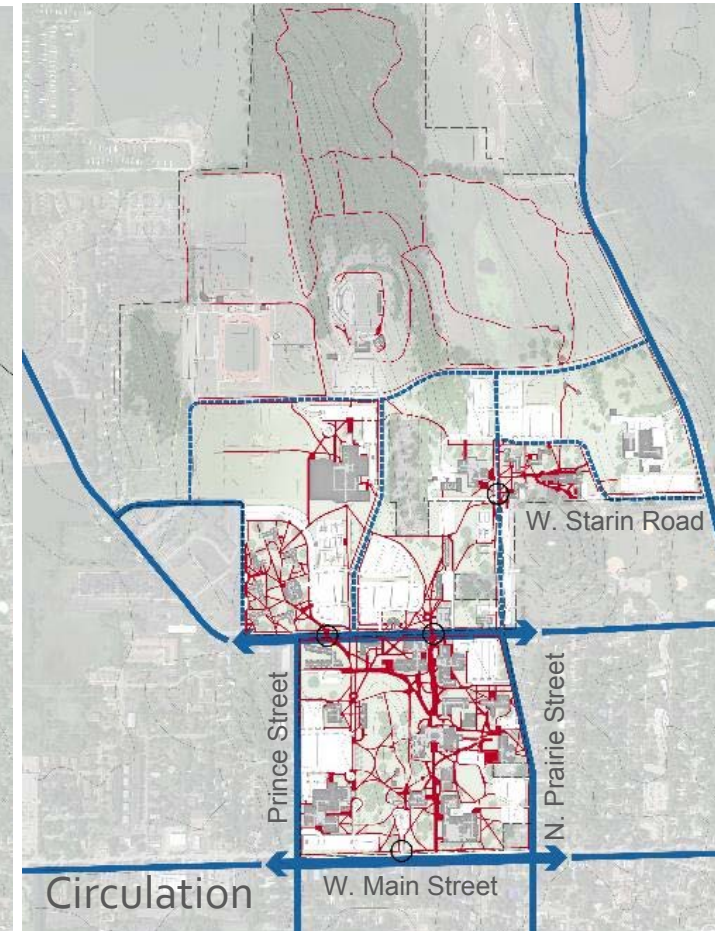 W. Starin Road
Prince Street
N. Prairie Street
W. Main Street
Circulation